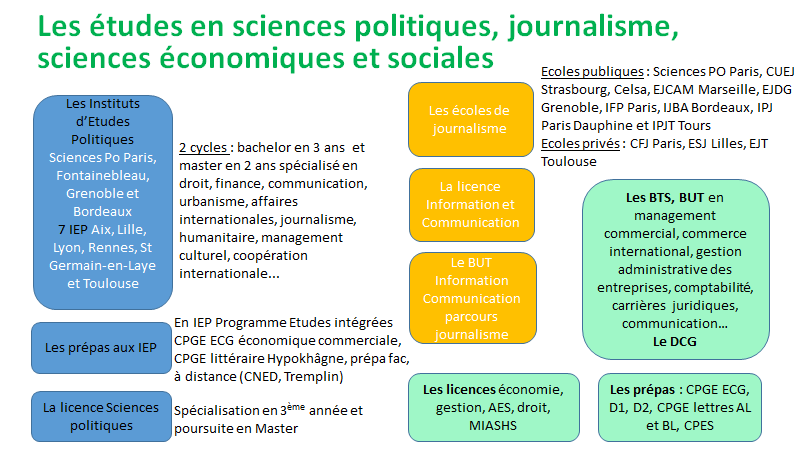 Les études en sciences politiques, journalisme,
sciences économiques et sociales
Les Instituts
d'Etudes
Politiques
Sciences Po Paris,
Fontainebleau,
Grenoble et
Bordeaux
7 IEP Aix, Lille,
Lyon, Rennes, St
Germain-en-Laye
et Toulouse
2 cycles : bachelor en 3 ans et
master en 2 ans spécialisé en
droit, finance, communication,
urbanisme, affaires
internationales, journalisme,
humanitaire, management
culturel, coopération
internationale...
Les prépas aux IEP
En IEP Programme Etudes intégrées
CPGE ECG économique commerciale,
CPGE littéraire Hypokhâgne, prépa fac,
à distance (CNED, Tremplin)
La licence Sciences
politiques
Spécialisation en 3ème année et
poursuite en Master
Les écoles de
journalisme
Ecoles publiques : Sciences PO Paris, CUEJ
Strasbourg, Celsa, EJCAM Marseille, EJDG
Grenoble, IFP Paris, IJBA Bordeaux, IPJ
Paris Dauphine et IPJT Tours
Ecoles privés : CFJ Paris, ESJ Lilles, EJT
Toulouse
La licence
Information et
Communication
Le BUT
Information
Communication
parcours
journalisme
Les BTS, BUT en
management
commercial, commerce
international, gestion
administrative des
entreprises, comptabilité,
carrières juridiques,
communication…
Le DCG
Les licences économie,
gestion, AES, droit,
MIASHS
Les prépas : CPGE ECG,
D1, D2, CPGE lettres AL
et BL, CPES